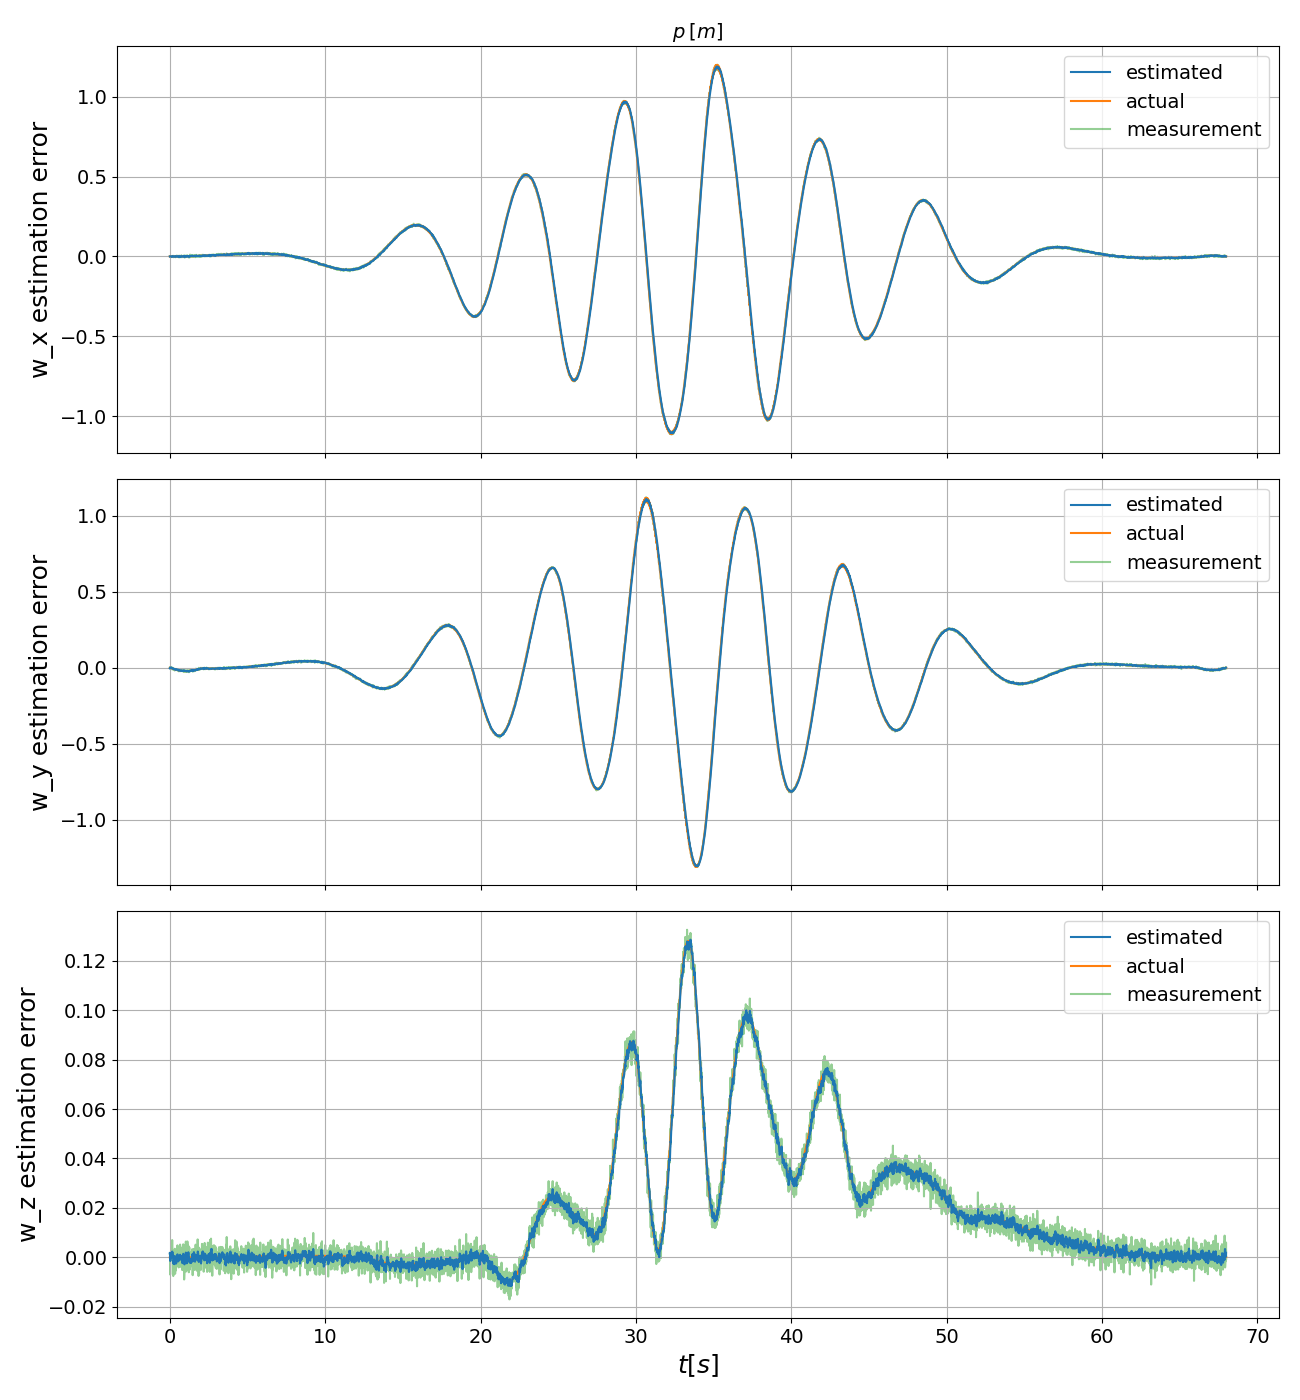 p [m]
w_x estimation error
1.0
0.5
0.0
−0.5
−1.0
estimated
actual
measurement
w_y estimation error
1.0
0.5
0.0
−0.5
−1.0
estimated
actual
measurement
w_z estimation error
0.12
0.10
0.08
0.06
0.04
0.02
0.00
−0.02
estimated
actual
measurement
0 10 20 30 40 50 60 70
t[s]